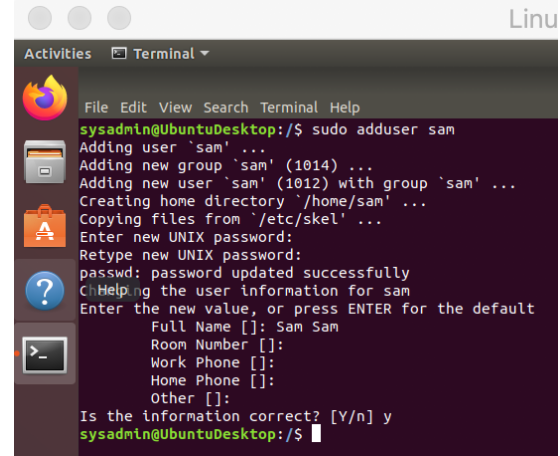 Linu
Activities Terminal
File Edit View Search Terminal Help
sysadmin@UbuntuDesktop:/$ sudo adduser sam
Adding user `sam' ...
Adding new group `sam' (1014) ...
Adding new user `sam' (1012) with group `sam' ...
Creating home directory `/home/sam' ...
Copying files from `/etc/skel' ...
Enter new UNIX password:
Retype new UNIX password:
passwd: password updated successfully
Help
the user information for sam
Enter the new value, or press ENTER for the default
Full Name []: Sam Sam
Room Number []:
Work Phone []:
Home Phone []:
Other []:
Is the information correct? [Y/n] y
sysadmin@UbuntuDesktop:/$